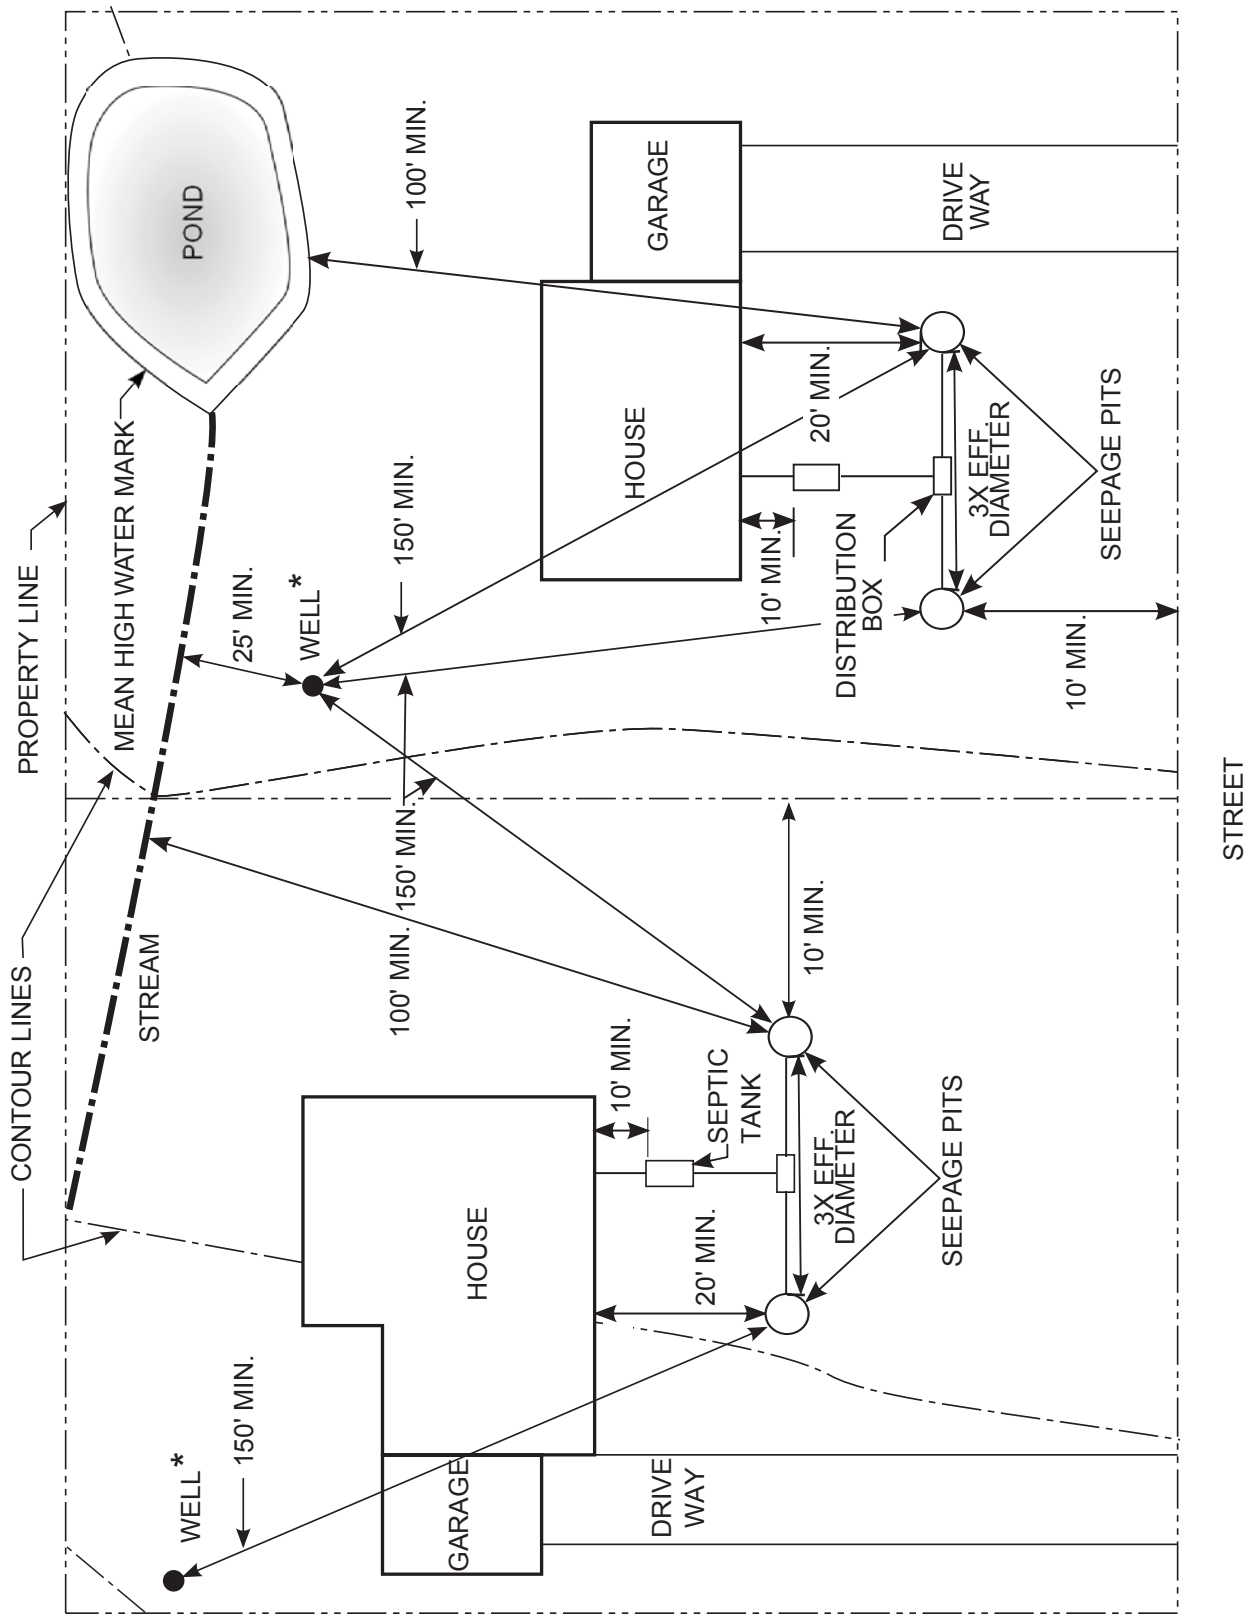 PROPERTY LINE
CONTOUR LINES
MEAN HIGH WATER MARK
POND
STREAM
25' MIN.
WELL*
100' MIN.
150' MIN.
150' MIN.
100' MIN.
WELL*
150' MIN.
GARAGE
HOUSE
DRIVE
WAY
20' MIN.
10' MIN.
DISTRIBUTION
BOX
3X EFF.
DIAMETER
SEEPAGE PITS
10' MIN.
HOUSE
GARAGE
DRIVE
WAY
10' MIN.
SEPTIC
TANK
20' MIN.
3X EFF.
DIAMETER
10' MIN.
SEEPAGE PITS
STREET